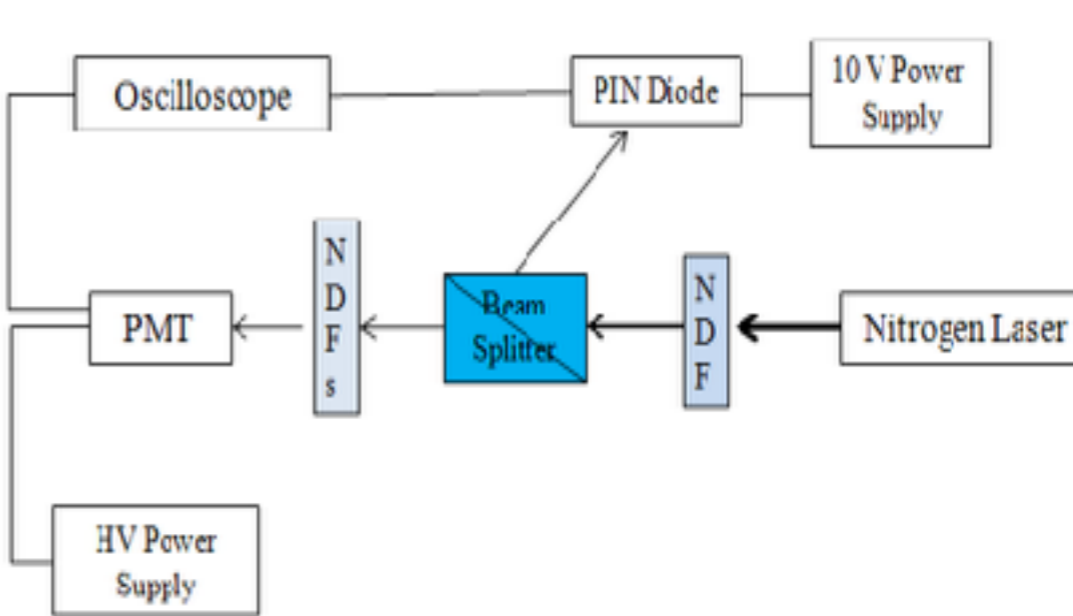 Oscilloscope
PIN Diode
10 V Power
Supply
N
D
F
s
Beam
Splitter
N
D
F
PMT
Nitrogen Laser
HV Power
Supply